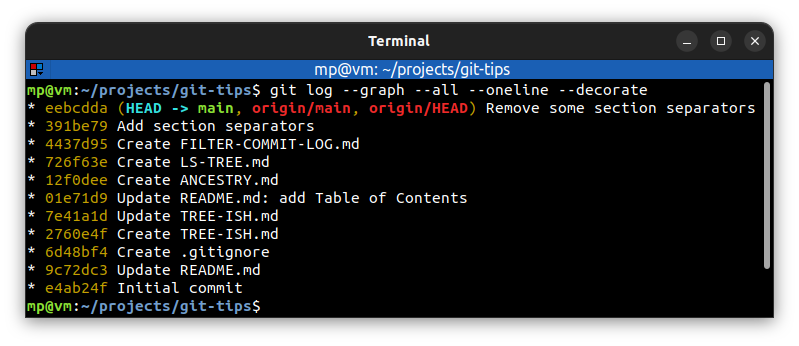 Terminal
mp@vm: ~/projects/git-tips
mp@vm:~/projects/git-tips$ git log --graph --all --oneline --decorate
* eebcdda (HEAD -> main, origin/main, origin/HEAD) Remove some section separators
* 391be79 Add section separators
* 4437d95 Create FILTER-COMMIT-LOG.md
* 726f63e Create LS-TREE.md
* 12f0dee Create ANCESTRY.md
* 01e71d9 Update README.md: add Table of Contents
* 7e41a1d Update TREE-ISH.md
* 2760e4f Create TREE-ISH.md
* 6d48bf4 Create .gitignore
* 9c72dc3 Update README.md
* e4ab24f Initial commit
mp@vm:~/projects/git-tips$